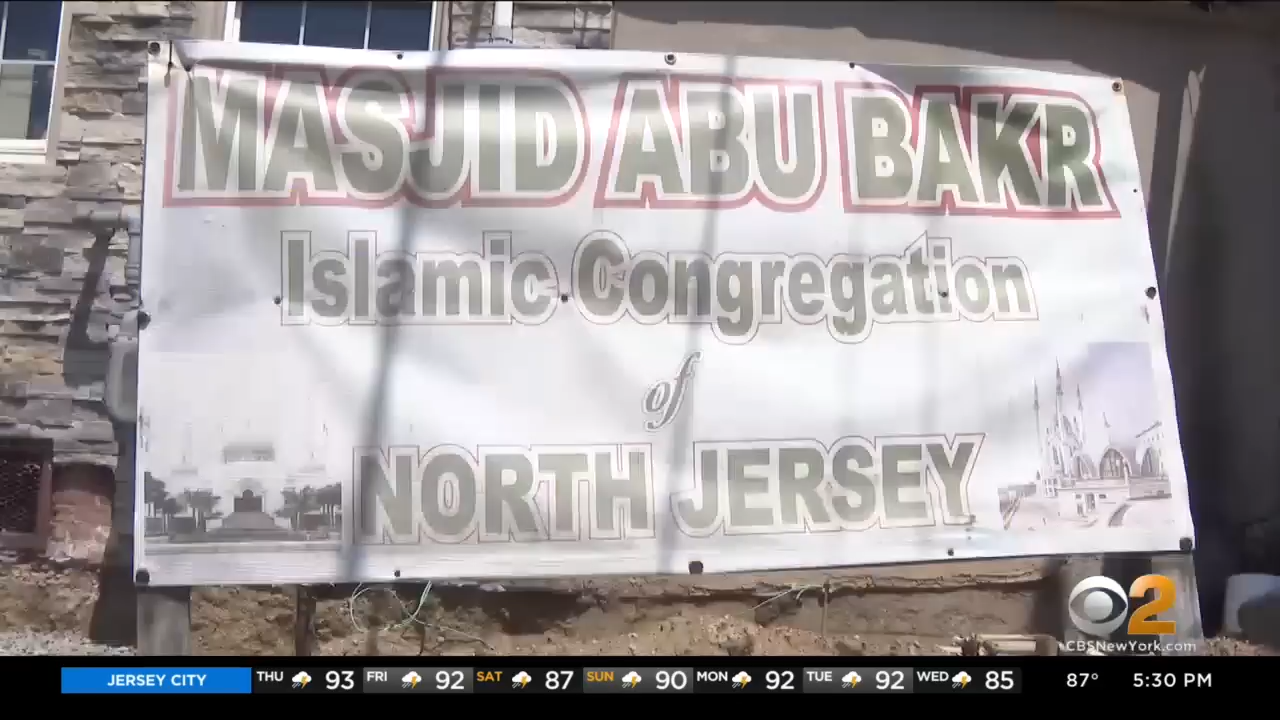 MASJID ABU BAKR
Islamic Congregation
of
NORTH JERSEY
2
CBSNewYork.com
JERSEY CITY THU 93 FRI 92 SAT 87 SUN 90 MON 92 TUE 92 WED 85 87° 5:30 PM